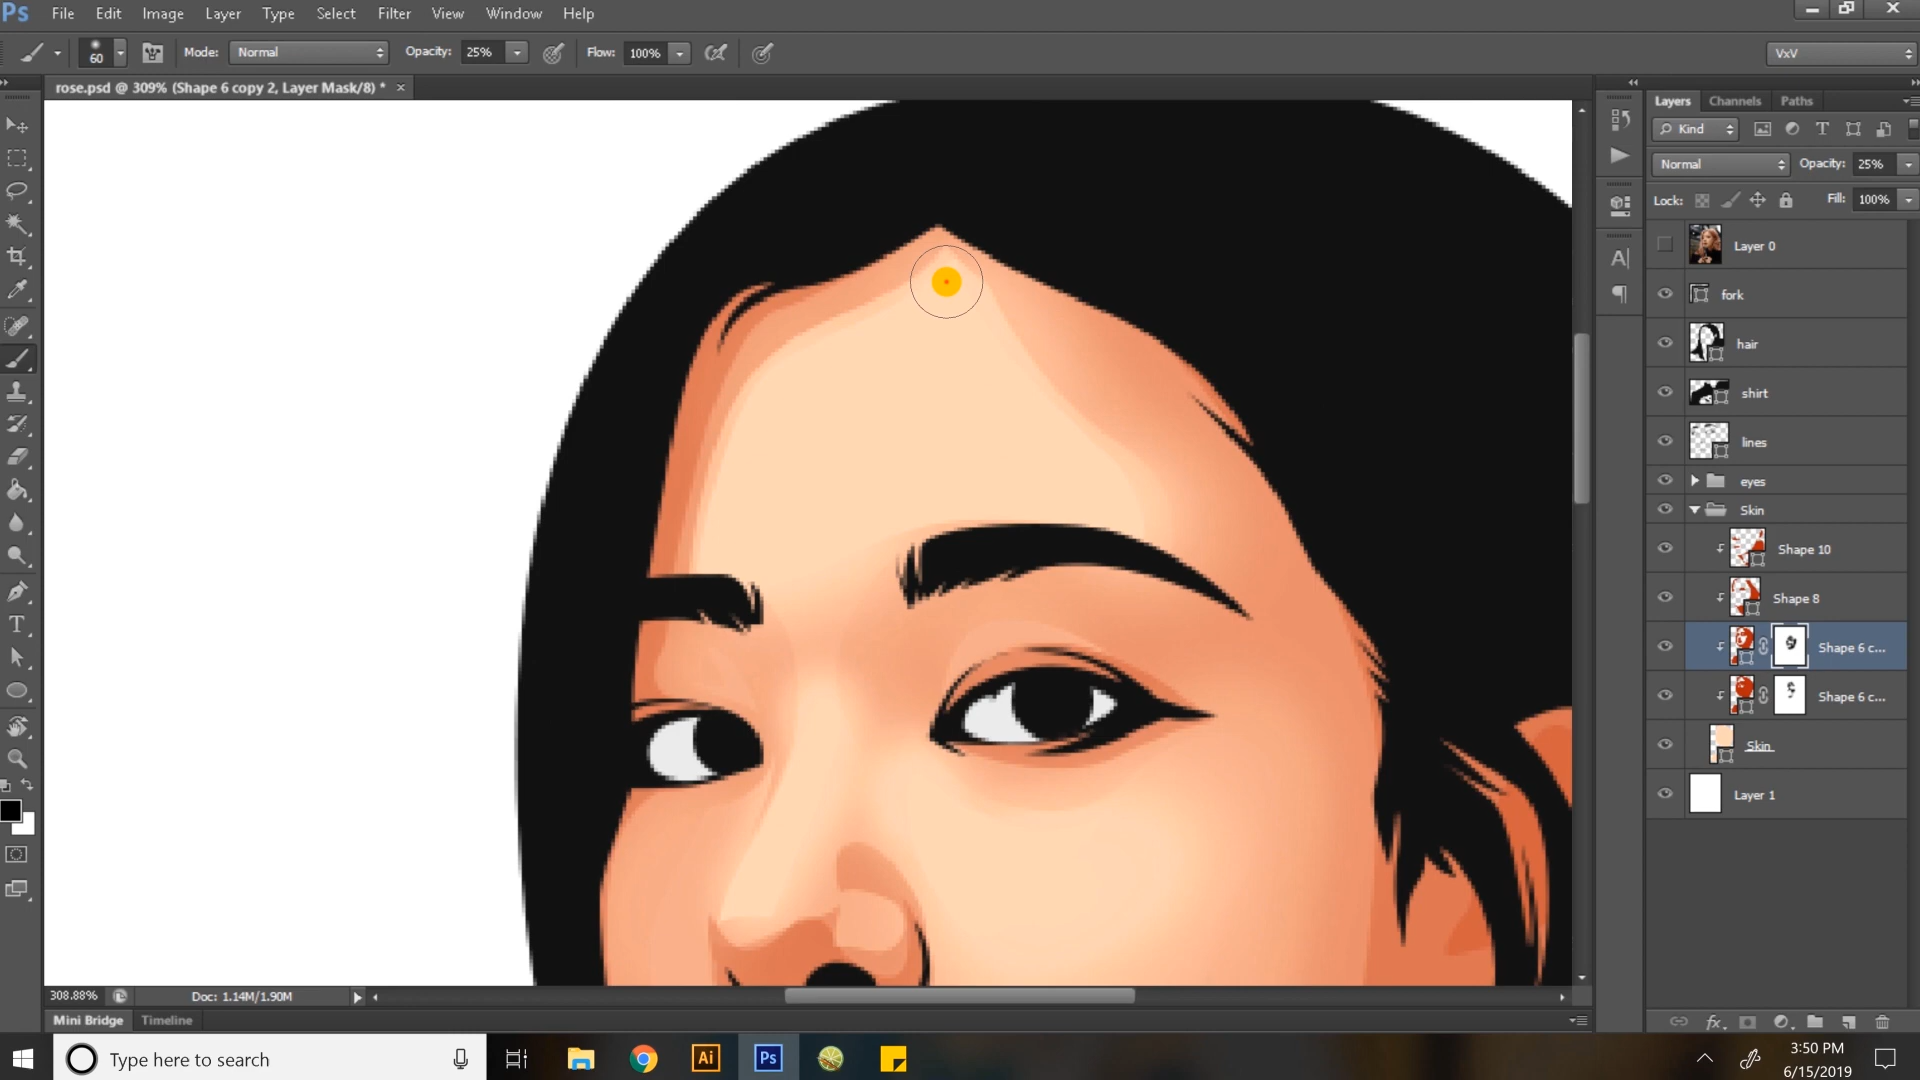 Ps File Edit Image Layer Type Select Filter View Window Help
60 Mode: Normal Opacity: 25% Flow: 100% VxV
rose.psd @ 309% (Shape 6 copy 2, Layer Mask/8) * ×
Layers Channels Paths
Kind
Normal Opacity: 25%
Lock: Fill: 100%
Layer 0
fork
hair
shirt
lines
eyes
Skin
Shape 10
Shape 8
Shape 6 c...
Shape 6 c...
Skin
Layer 1
308.88% Doc: 1.14M/1.90M
Mini Bridge Timeline
Type here to search Ai Ps
3:50 PM
6/15/2019